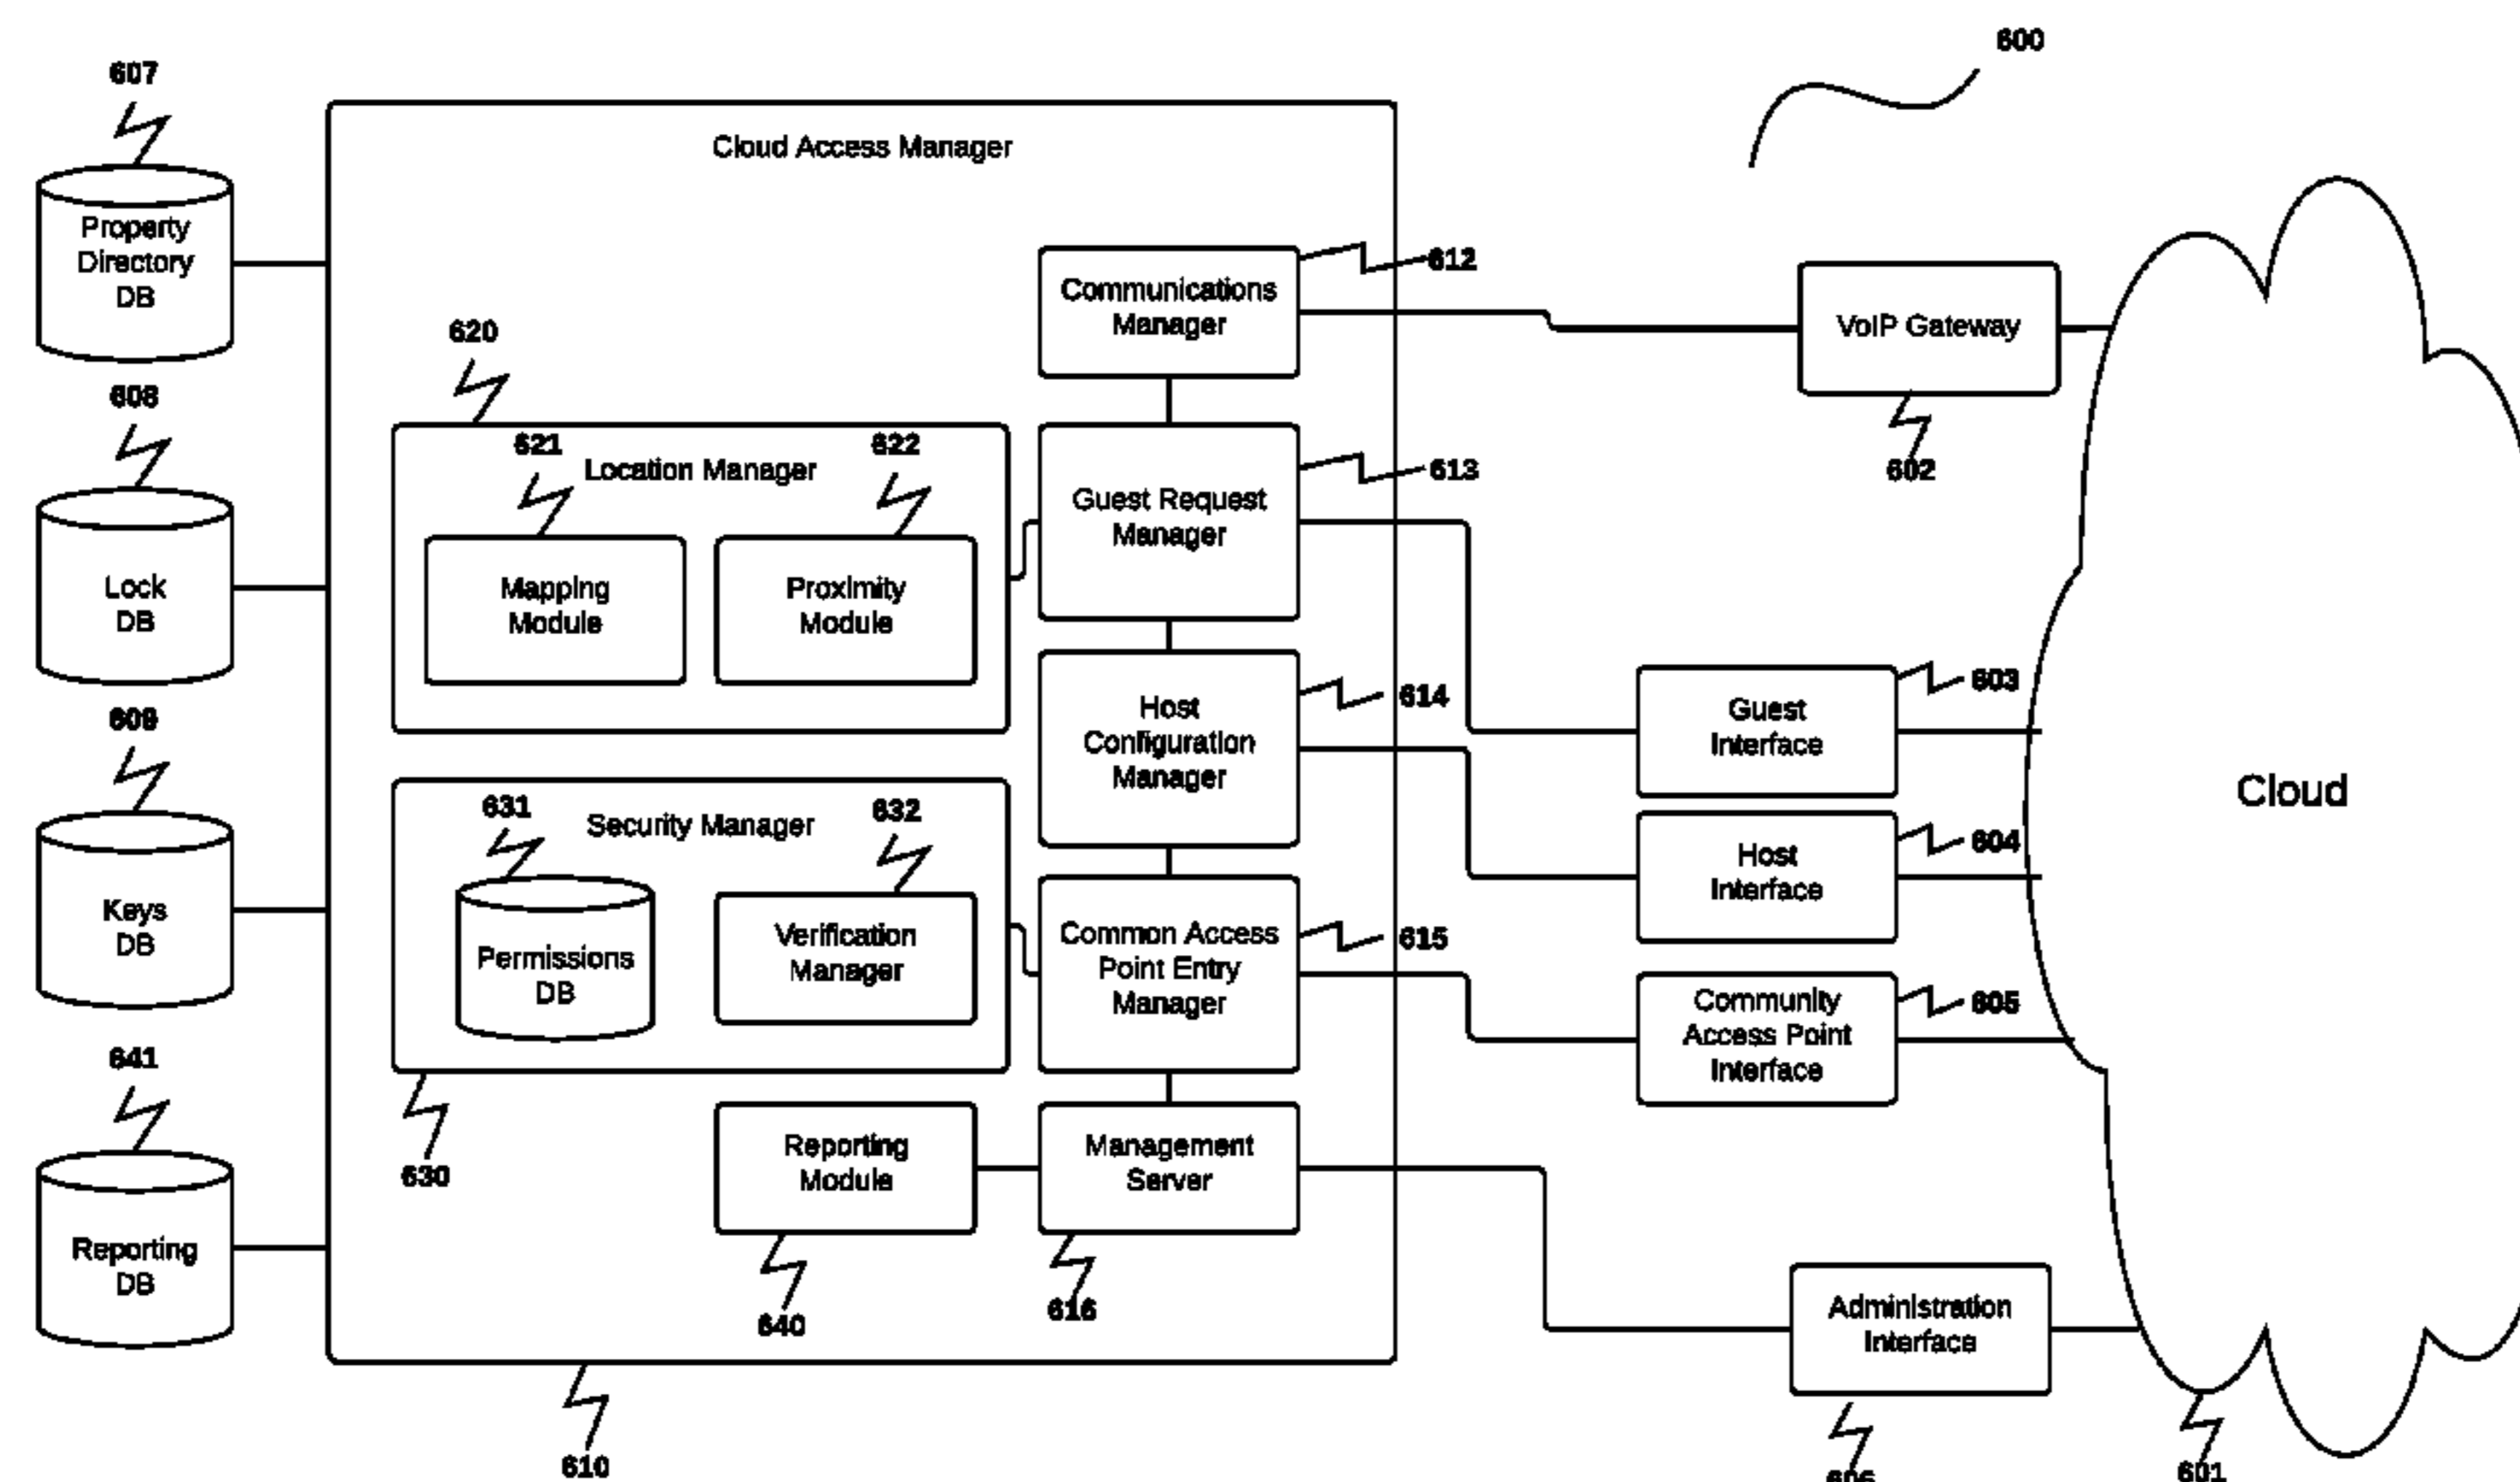 600
607
Cloud Access Manager
Property
Directory
DB
612
Communications
Manager
VoIP Gateway
602
620
608
621
622
Location Manager
613
Guest Request
Manager
Mapping
Module
Proximity
Module
Lock
DB
603
Guest
Interface
614
Host
Configuration
Manager
609
Cloud
631
632
Security Manager
604
Host
Interface
Keys
DB
Permissions
DB
Verification
Manager
615
Common Access
Point Entry
Manager
605
Community
Access Point
Interface
641
630
Reporting
Module
Management
Server
Reporting
DB
640
616
Administration
Interface
610
606
601